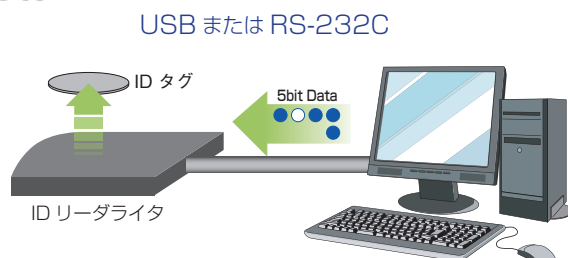 USB または RS-232C
ID タグ
5bit Data
ID リーダライタ